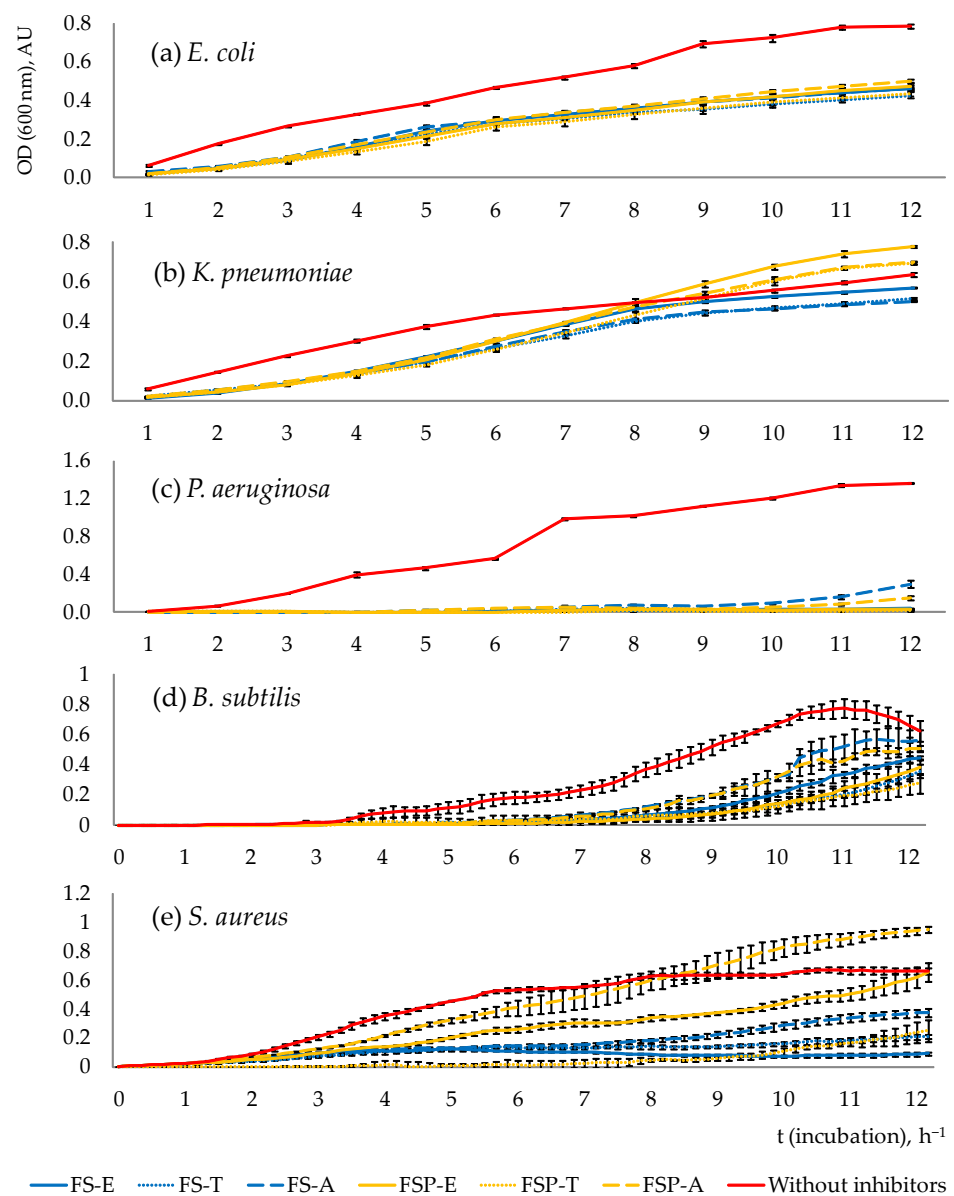 OD (600nm), AU
(a) E. coli
0.8
0.6
0.4
0.2
0.0
1 2 3 4 5 6 7 8 9 10 11 12
(b) K. pneumoniae
0.8
0.6
0.4
0.2
0.0
1 2 3 4 5 6 7 8 9 10 11 12
(c) P. aeruginosa
1.6
1.2
0.8
0.4
0.0
1 2 3 4 5 6 7 8 9 10 11 12
(d) B. subtilis
1
0.8
0.6
0.4
0.2
0
0 1 2 3 4 5 6 7 8 9 10 11 12
(e) S. aureus
1.2
1
0.8
0.6
0.4
0.2
0
0 1 2 3 4 5 6 7 8 9 10 11 12
t (incubation), h⁻¹
FS-E FS-T FS-A FSP-E FSP-T FSP-A Without inhibitors